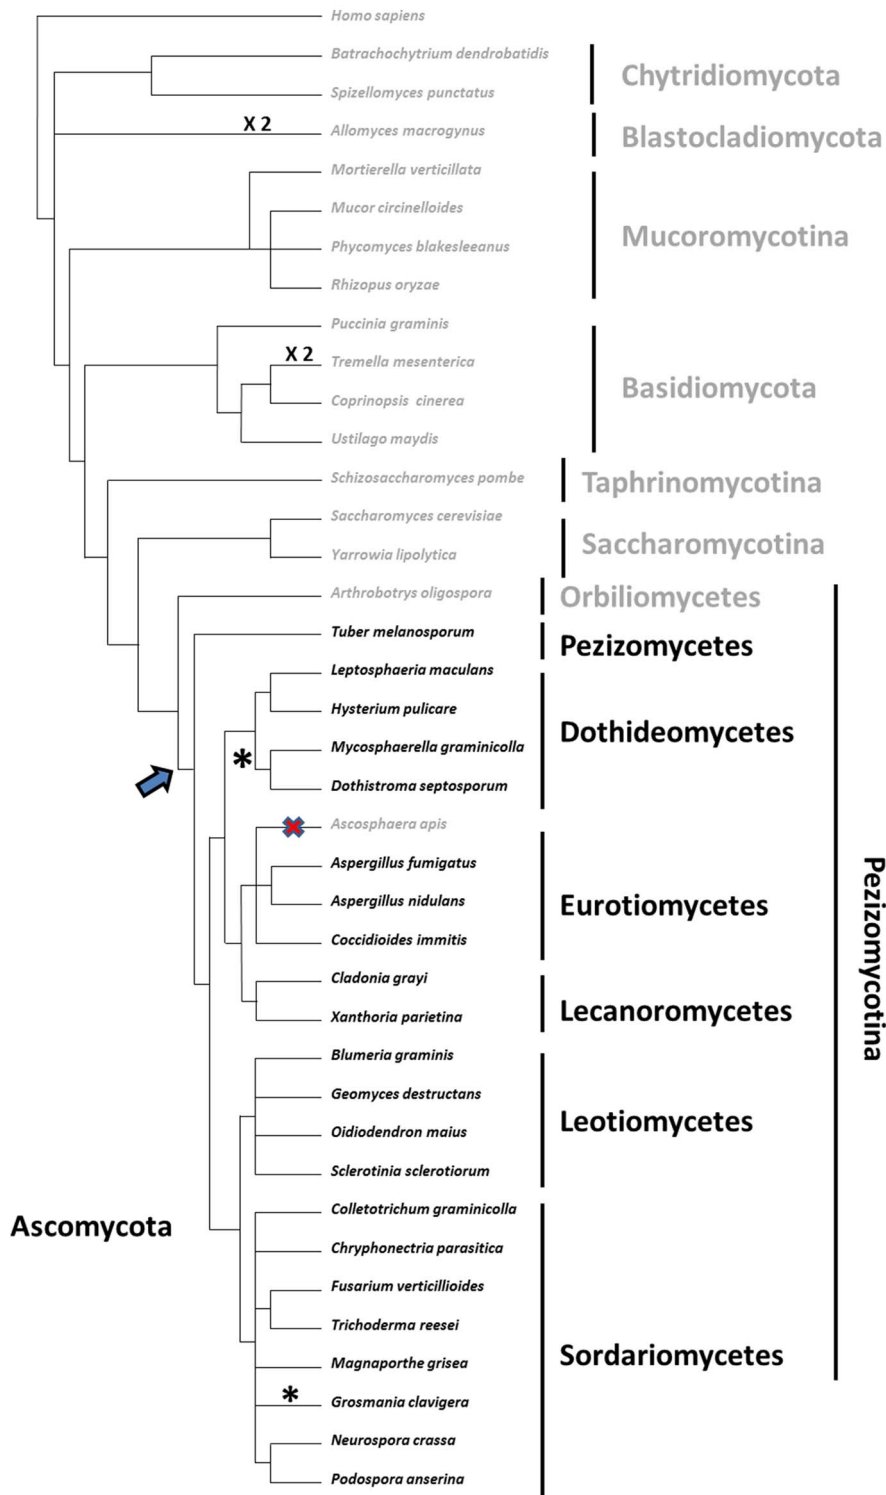 Homo sapiens
Batrachochytrium dendrobatidis
Chytridiomycota
Spizellomyces punctatus
X 2
Allomyces macrogynus
Blastocladiomycota
Mortierella verticillata
Mucor circinelloides
Mucoromycotina
Phycomyces blakesleeanus
Rhizopus oryzae
Puccinia graminis
X 2
Tremella mesenterica
Basidiomycota
Coprinopsis cinerea
Ustilago maydis
Schizosaccharomyces pombe
Taphrinomycotina
Saccharomyces cerevisiae
Saccharomycotina
Yarrowia lipolytica
Arthrobotrys oligospora
Orbiliomycetes
Tuber melanosporum
Pezizomycetes
Leptosphaeria maculans
Hysterium pulicare
Dothideomycetes
*
Mycosphaerella graminicolla
Dothistroma septosporum
Ascosphaera apis
Aspergillus fumigatus
Aspergillus nidulans
Eurotiomycetes
Coccidioides immitis
Pezizomycotina
Cladonia grayi
Lecanoromycetes
Xanthoria parietina
Blumeria graminis
Geomyces destructans
Leotiomycetes
Oidiodendron maius
Sclerotinia sclerotiorum
Colletotrichum graminicolla
Ascomycota
Chryphonectria parasitica
Fusarium verticillioides
Trichoderma reesei
Sordariomycetes
Magnaporthe grisea
*
Grosmania clavigera
Neurospora crassa
Podospora anserina